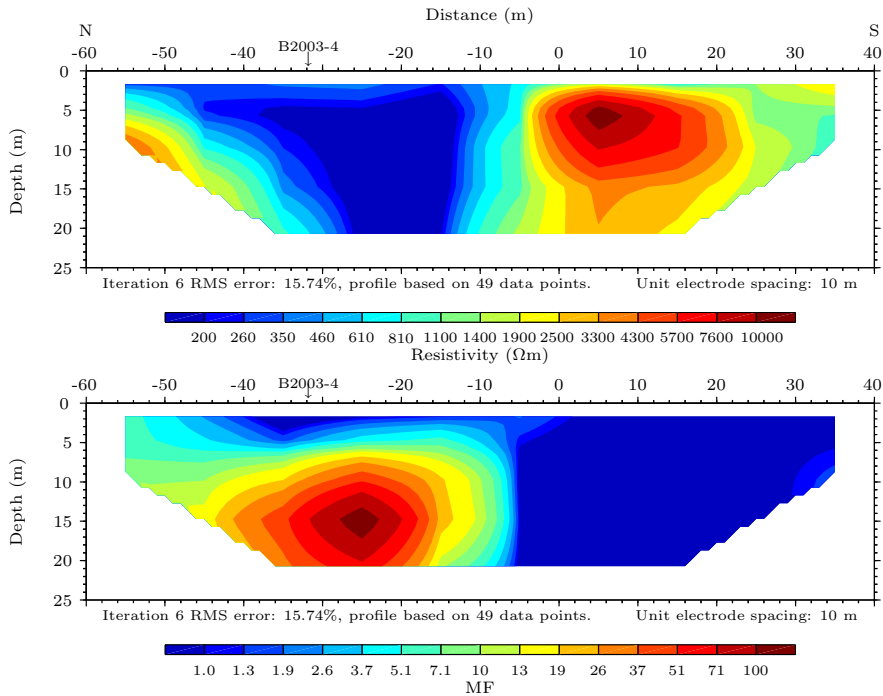 Distance (m)
N S
-60 -50 -40 -30 -20 -10 0 10 20 30 40
B2003-4
↓
0
5
10
15
20
25
Depth (m)
Iteration 6 RMS error: 15.74%, profile based on 49 data points. Unit electrode spacing: 10 m
200 260 350 460 610 810 1100 1400 1900 2500 3300 4300 5700 7600 10000
Resistivity (Ωm)
-60 -50 -40 -30 -20 -10 0 10 20 30 40
B2003-4
↓
0
5
10
15
20
25
Depth (m)
Iteration 6 RMS error: 15.74%, profile based on 49 data points. Unit electrode spacing: 10 m
1.0 1.3 1.9 2.6 3.7 5.1 7.1 10 13 19 26 37 51 71 100
MF